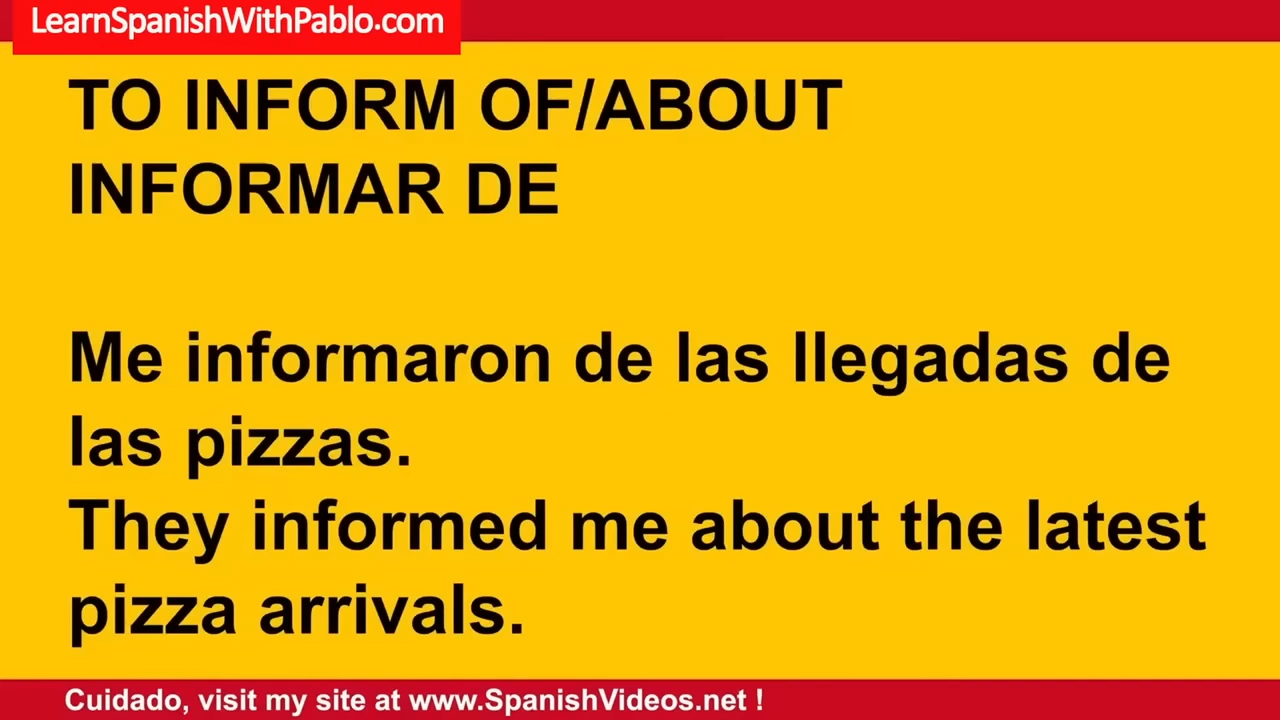 LearnSpanishWithPablo.com
TO INFORM OF/ABOUT
INFORMAR DE
Me informaron de las llegadas de
las pizzas.
They informed me about the latest
pizza arrivals.
Cuidado, visit my site at www.SpanishVideos.net !